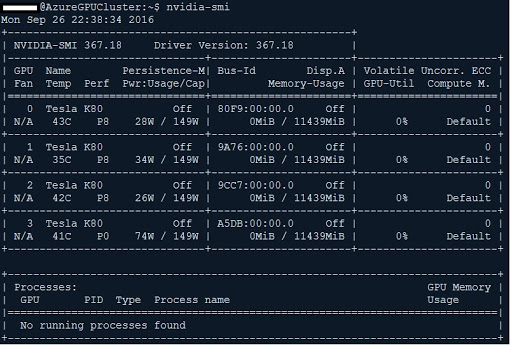 @AzureGPUCluster:~$ nvidia-smi
Mon Sep 26 22:38:34 2016
+------------------------------------------------------+
| NVIDIA-SMI 367.18     Driver Version: 367.18         |
|-------------------------------+----------------------+----------------------+
| GPU  Name        Persistence-M| Bus-Id        Disp.A | Volatile Uncorr. ECC |
| Fan  Temp  Perf  Pwr:Usage/Cap|         Memory-Usage | GPU-Util  Compute M. |
|===============================+======================+======================|
|   0  Tesla K80           Off  | 80F9:00:00.0     Off |                    0 |
| N/A   43C    P8    28W / 149W |      0MiB / 11439MiB |      0%      Default |
+-------------------------------+----------------------+----------------------+
|   1  Tesla K80           Off  | 9A76:00:00.0     Off |                    0 |
| N/A   35C    P8    34W / 149W |      0MiB / 11439MiB |      0%      Default |
+-------------------------------+----------------------+----------------------+
|   2  Tesla K80           Off  | 9CC7:00:00.0     Off |                    0 |
| N/A   42C    P8    26W / 149W |      0MiB / 11439MiB |      0%      Default |
+-------------------------------+----------------------+----------------------+
|   3  Tesla K80           Off  | A5DB:00:00.0     Off |                    0 |
| N/A   41C    P0    74W / 149W |      0MiB / 11439MiB |      0%      Default |
+-------------------------------+----------------------+----------------------+
+-----------------------------------------------------------------------------+
| Processes:                                                       GPU Memory |
|  GPU       PID  Type  Process name                               Usage      |
|=============================================================================|
|  No running processes found                                                 |
+-----------------------------------------------------------------------------+